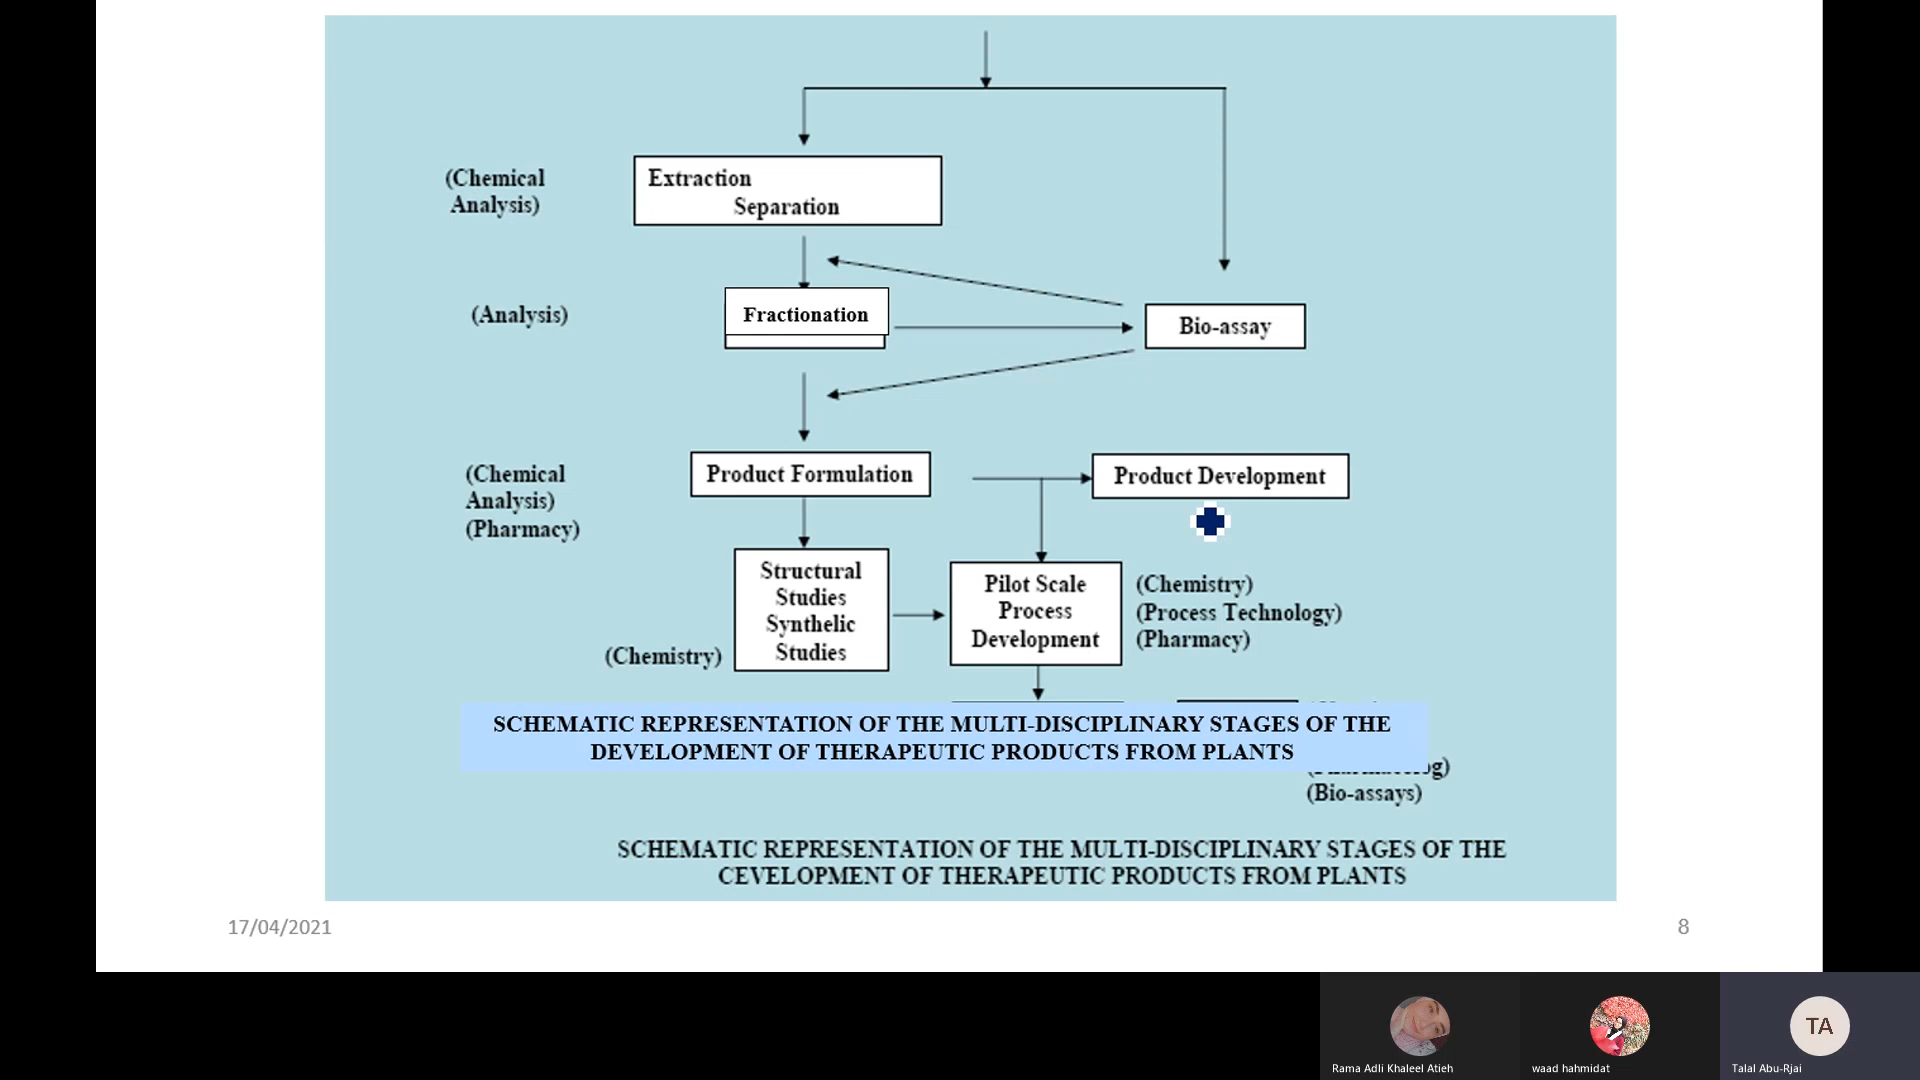 (Chemical
Analysis)
Extraction
Separation
(Analysis)
Fractionation
Bio-assay
(Chemical
Analysis)
(Pharmacy)
Product Formulation
Product Development
Structural
Studies
Synthelic
Studies
(Chemistry)
Pilot Scale
Process
Development
(Chemistry)
(Process Technology)
(Pharmacy)
SCHEMATIC REPRESENTATION OF THE MULTI-DISCIPLINARY STAGES OF THE
DEVELOPMENT OF THERAPEUTIC PRODUCTS FROM PLANTS
(Bio-assays)
SCHEMATIC REPRESENTATION OF THE MULTI-DISCIPLINARY STAGES OF THE
CEVELOPMENT OF THERAPEUTIC PRODUCTS FROM PLANTS
17/04/2021
8
TA
Rama Adli Khaleel Atieh
waad hahmidat
Talal Abu-Rjai